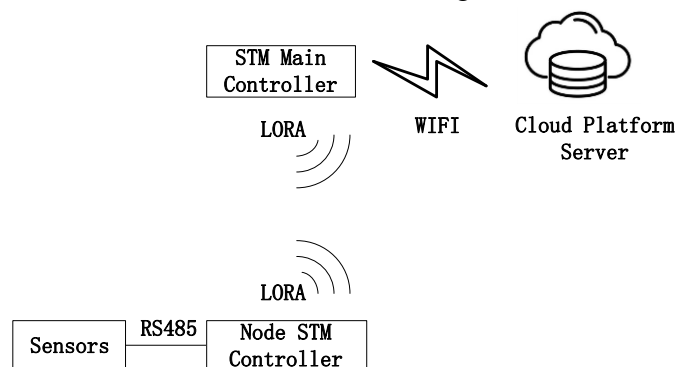 STM Main
Controller
LORA
WIFI
Cloud Platform
Server
LORA
RS485
Sensors
Node STM
Controller